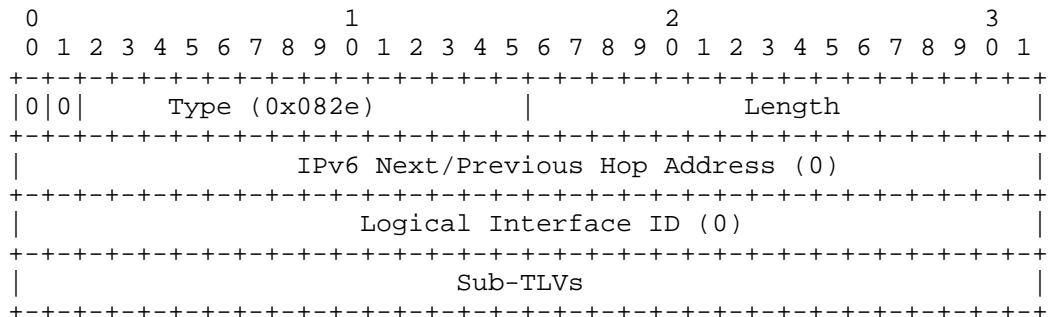 0                   1                   2                   3
 0 1 2 3 4 5 6 7 8 9 0 1 2 3 4 5 6 7 8 9 0 1 2 3 4 5 6 7 8 9 0 1
+-+-+-+-+-+-+-+-+-+-+-+-+-+-+-+-+-+-+-+-+-+-+-+-+-+-+-+-+-+-+-+-+
|0|0|     Type (0x082e)         |             Length            |
+-+-+-+-+-+-+-+-+-+-+-+-+-+-+-+-+-+-+-+-+-+-+-+-+-+-+-+-+-+-+-+-+
|                 IPv6 Next/Previous Hop Address (0)            |
+-+-+-+-+-+-+-+-+-+-+-+-+-+-+-+-+-+-+-+-+-+-+-+-+-+-+-+-+-+-+-+-+
|                     Logical Interface ID (0)                  |
+-+-+-+-+-+-+-+-+-+-+-+-+-+-+-+-+-+-+-+-+-+-+-+-+-+-+-+-+-+-+-+-+
|                           Sub-TLVs                            |
+-+-+-+-+-+-+-+-+-+-+-+-+-+-+-+-+-+-+-+-+-+-+-+-+-+-+-+-+-+-+-+-+